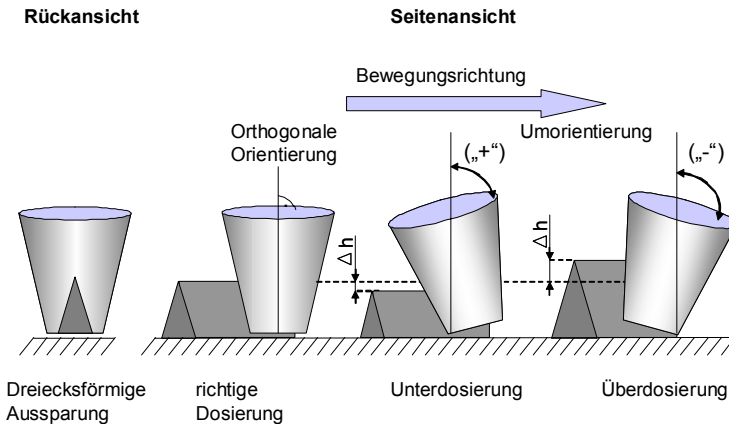 Rückansicht
Seitenansicht
Bewegungsrichtung
Orthogonale
Orientierung
Umorientierung
(„+“)
(„-“)
Δh
Δh
Dreiecksförmige
Aussparung
richtige
Dosierung
Unterdosierung
Überdosierung